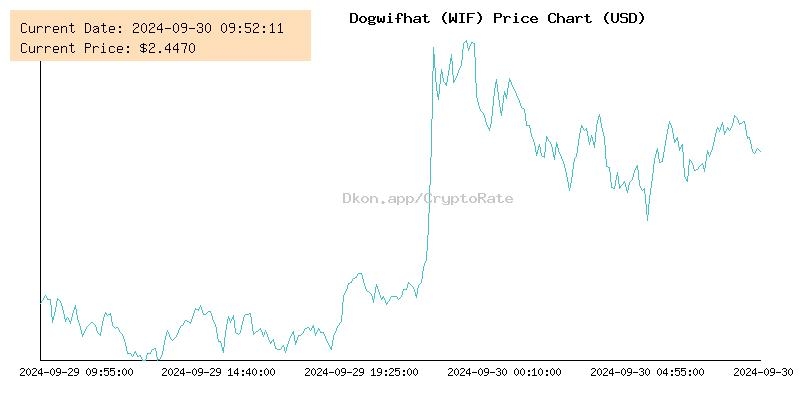 Dogwifhat (WIF) Price Chart (USD)
Current Date: 2024-09-30 09:52:11
Current Price: $2.4470
Dkon.app/CryptoRate
2024-09-29 09:55:00 2024-09-29 14:40:00 2024-09-29 19:25:00 2024-09-30 00:10:00 2024-09-30 04:55:00 2024-09-30